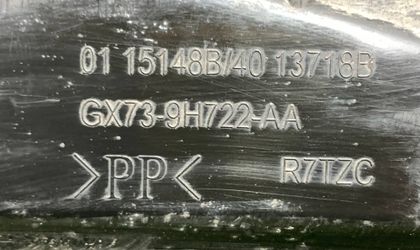 01 15148B/40 13718B
GX73-9H722-AA
>PP<
R7TZC